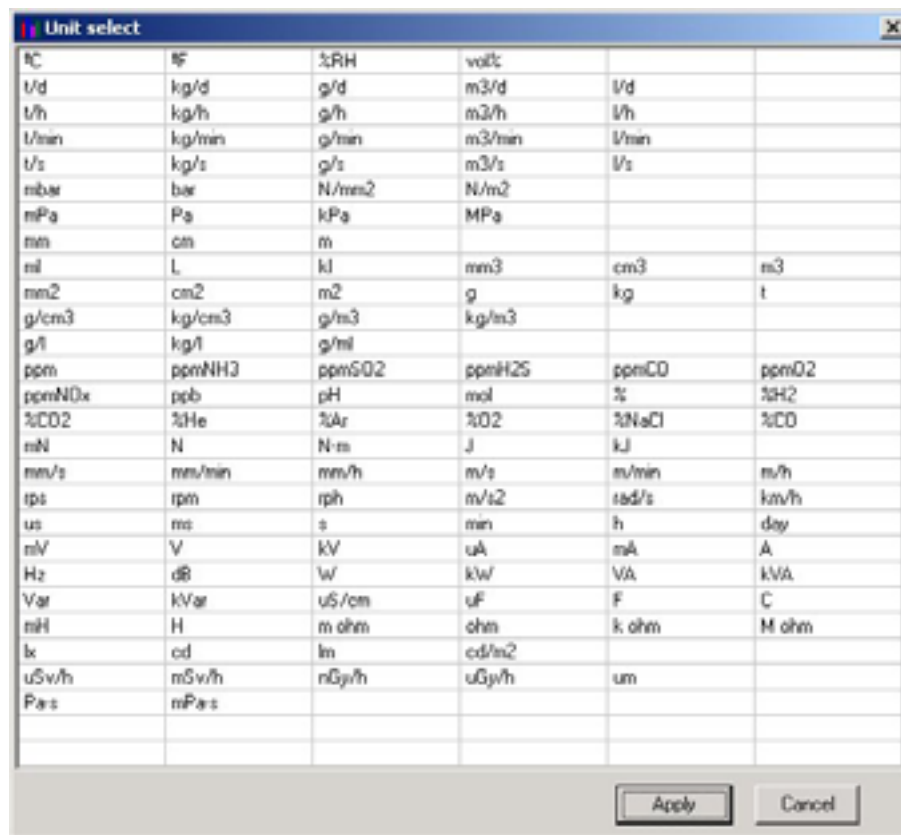 Unit select
℃ ℉ %RH vol%
t/d kg/d g/d m3/d l/d
t/h kg/h g/h m3/h l/h
t/min kg/min g/min m3/min l/min
t/s kg/s g/s m3/s l/s
mbar bar N/mm2 N/m2
mPa Pa kPa MPa
mm cm m
ml L kl mm3 cm3 m3
mm2 cm2 m2 g kg t
g/cm3 kg/cm3 g/m3 kg/m3
g/l kg/l g/ml
ppm ppmNH3 ppmSO2 ppmH2S ppmCO ppmO2
ppmNOx ppb pH mol % %H2
%CO2 %He %Ar %O2 %NaCl %CO
mN N N·m J kJ
mm/s mm/min mm/h m/s m/min m/h
rps rpm rph m/s2 rad/s km/h
us ms s min h day
mV V kV uA mA A
Hz dB W kW VA kVA
Var kVar uS/cm uF F C
mH H m ohm ohm k ohm M ohm
lx cd lm cd/m2
uSv/h mSv/h nGy/h uGy/h um
Pa·s mPa·s
Apply Cancel